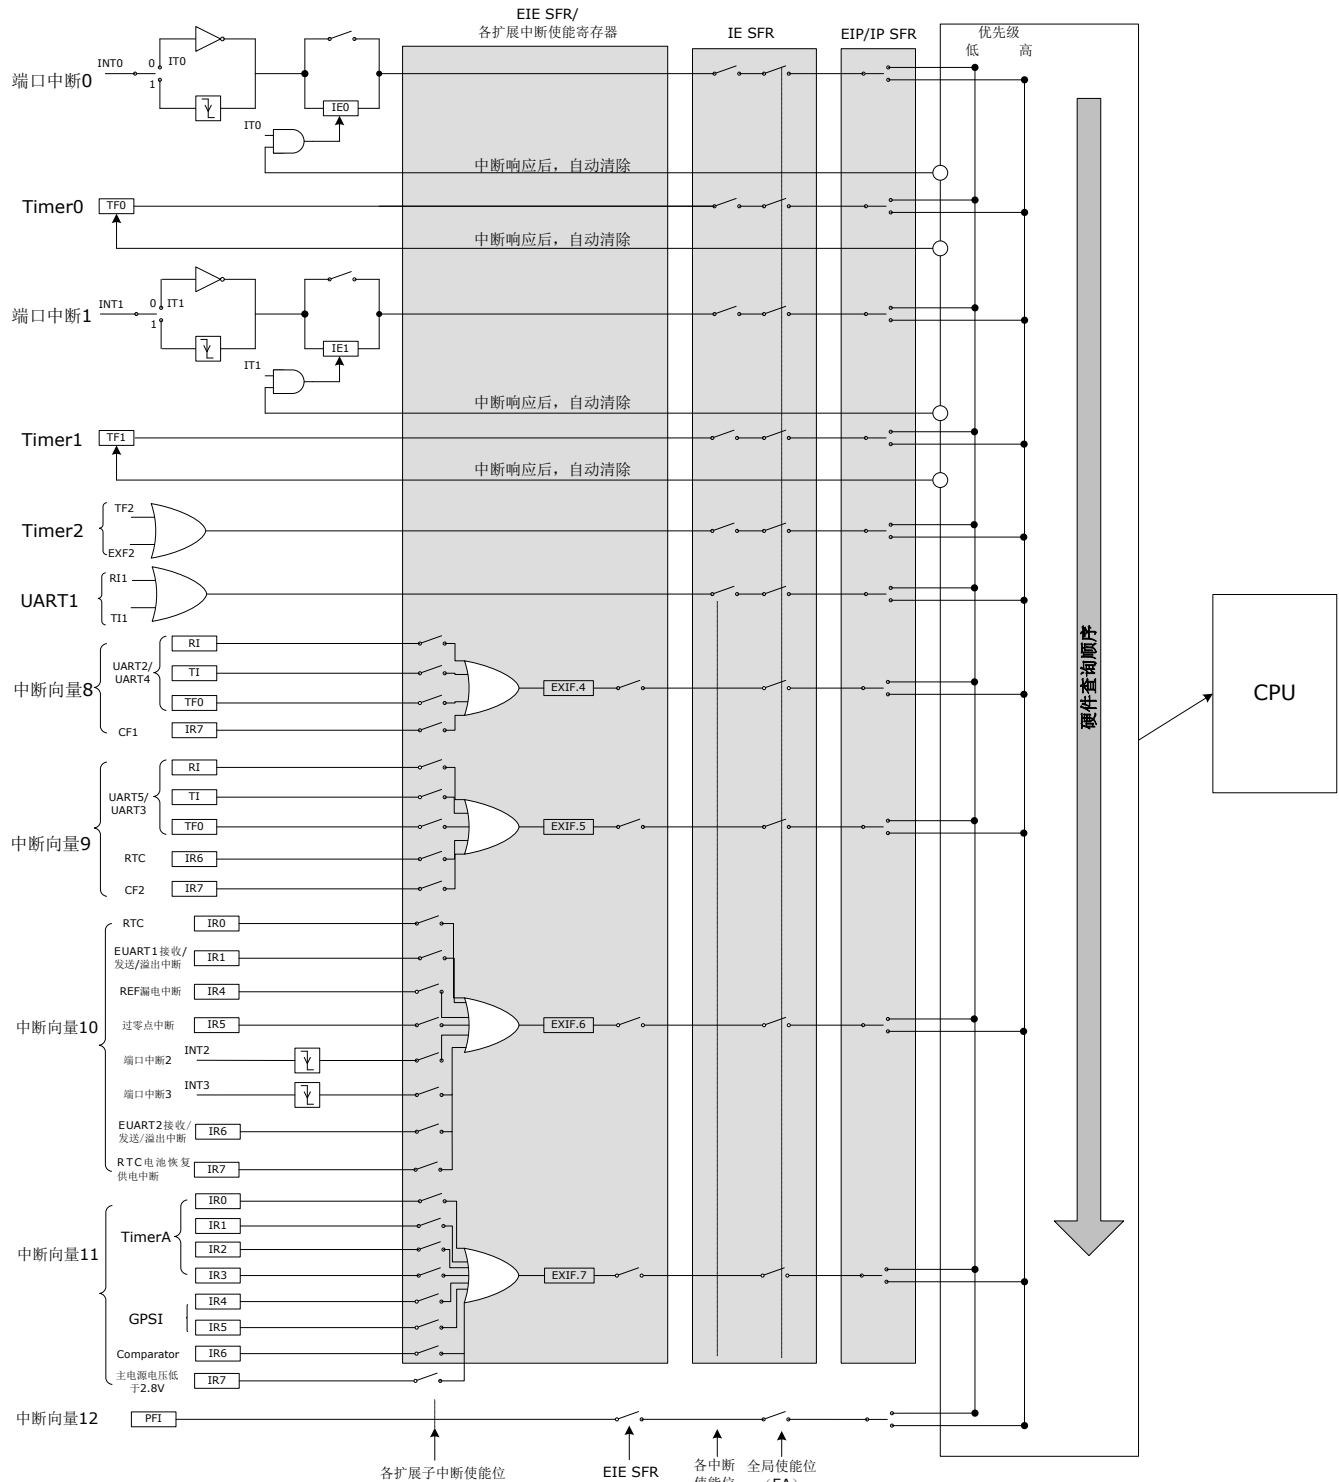 EIE SFR/
各扩展中断使能寄存器
IE SFR
EIP/IP SFR
优先级
低 高
端口中断0
INT0
0
1
IT0
IE0
IT0
中断响应后，自动清除
Timer0
TF0
中断响应后，自动清除
端口中断1
INT1
0
1
IT1
IE1
IT1
中断响应后，自动清除
Timer1
TF1
中断响应后，自动清除
Timer2
TF2
EXF2
UART1
RI1
TI1
中断向量8
UART2/
UART4
RI
TI
TF0
CF1
IR7
EXIF.4
中断向量9
UART5/
UART3
RI
TI
TF0
RTC
IR6
CF2
IR7
EXIF.5
中断向量10
RTC
IR0
EUART1接收/
发送/溢出中断
IR1
REF漏电中断
IR4
过零点中断
IR5
端口中断2
INT2
端口中断3
INT3
EUART2接收/
发送/溢出中断
IR6
RTC电池恢复
供电中断
IR7
EXIF.6
中断向量11
TimerA
IR0
IR1
IR2
IR3
GPSI
IR4
IR5
Comparator
IR6
主电源电压低
于2.8V
IR7
EXIF.7
中断向量12
PFI
硬件查询顺序
CPU
各扩展子中断使能位
EIE SFR
各中断
使能位
全局使能位
（EA）